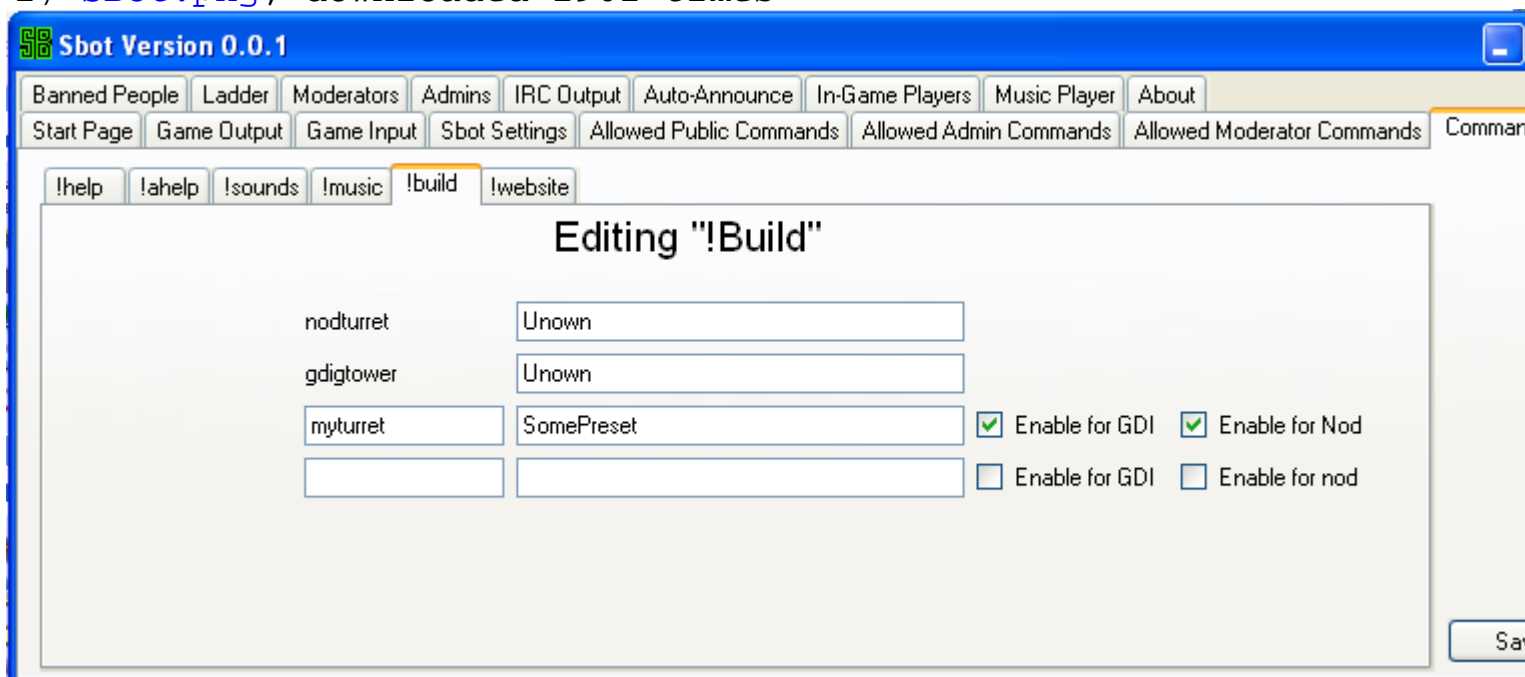 Sbot Version 0.0.1
Banned People Ladder Moderators Admins IRC Output Auto-Announce In-Game Players Music Player About
Start Page Game Output Game Input Sbot Settings Allowed Public Commands Allowed Admin Commands Allowed Moderator Commands Comman
!help !ahelp !sounds !music !build !website
Editing "!Build"
nodturret Unown
gdigtower Unown
myturret SomePreset Enable for GDI Enable for Nod
Enable for GDI Enable for nod
Sav